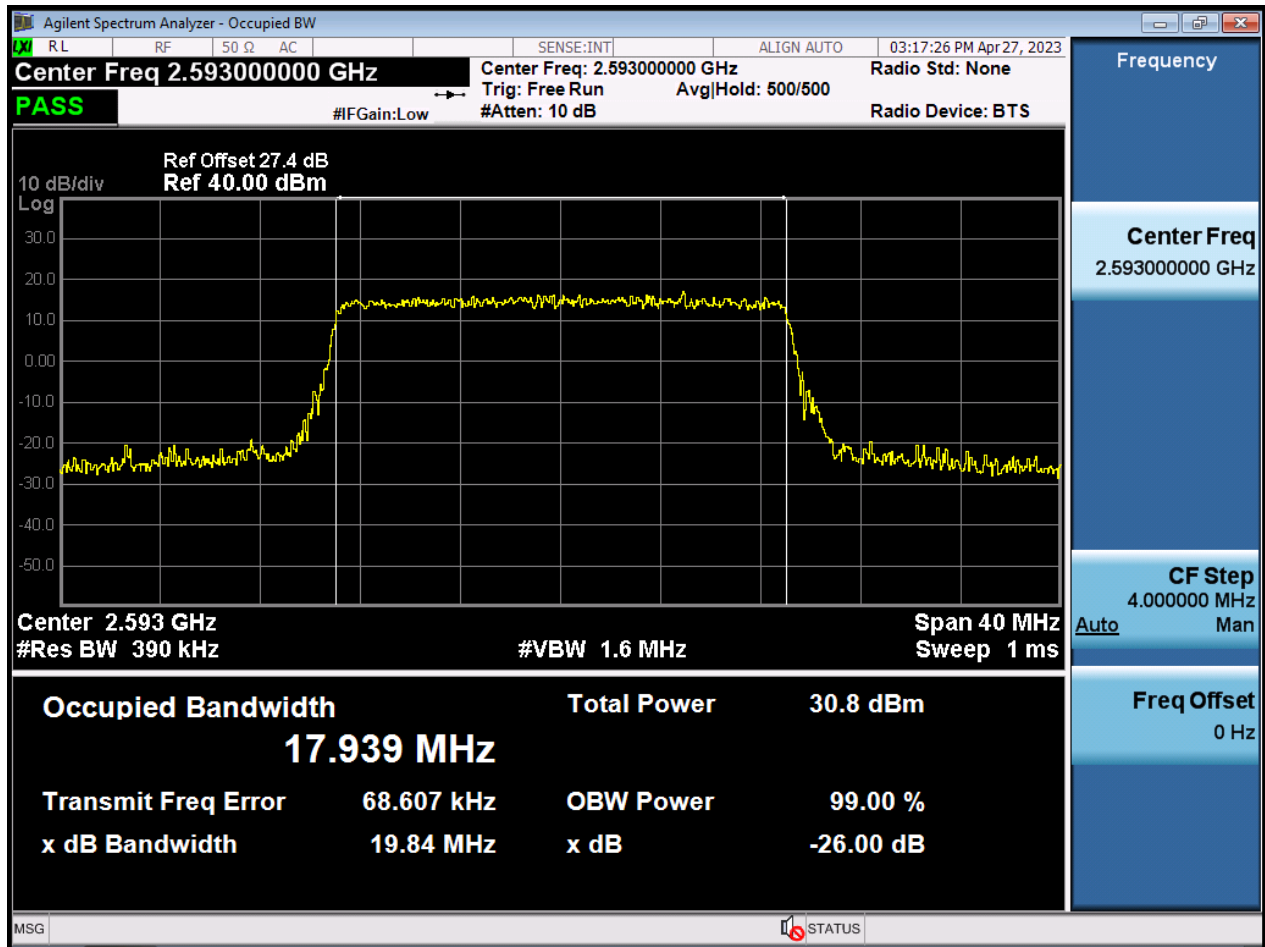 Agilent Spectrum Analyzer - Occupied BW
LXI RL RF 50 Ω AC SENSE:INT ALIGN AUTO 03:17:26 PM Apr 27, 2023
Center Freq 2.593000000 GHz
PASS
#IFGain:Low
Center Freq: 2.593000000 GHz
Trig: Free Run Avg|Hold: 500/500
#Atten: 10 dB
Radio Std: None
Radio Device: BTS
Ref Offset 27.4 dB
10 dB/div Ref 40.00 dBm
Log
30.0
20.0
10.0
0.00
-10.0
-20.0
-30.0
-40.0
-50.0
Center 2.593 GHz Span 40 MHz
#Res BW 390 kHz #VBW 1.6 MHz Sweep 1 ms
Occupied Bandwidth Total Power 30.8 dBm
17.939 MHz
Transmit Freq Error 68.607 kHz OBW Power 99.00 %
x dB Bandwidth 19.84 MHz x dB -26.00 dB
Frequency
Center Freq
2.593000000 GHz
CF Step
4.000000 MHz
Auto Man
Freq Offset
0 Hz
MSG STATUS